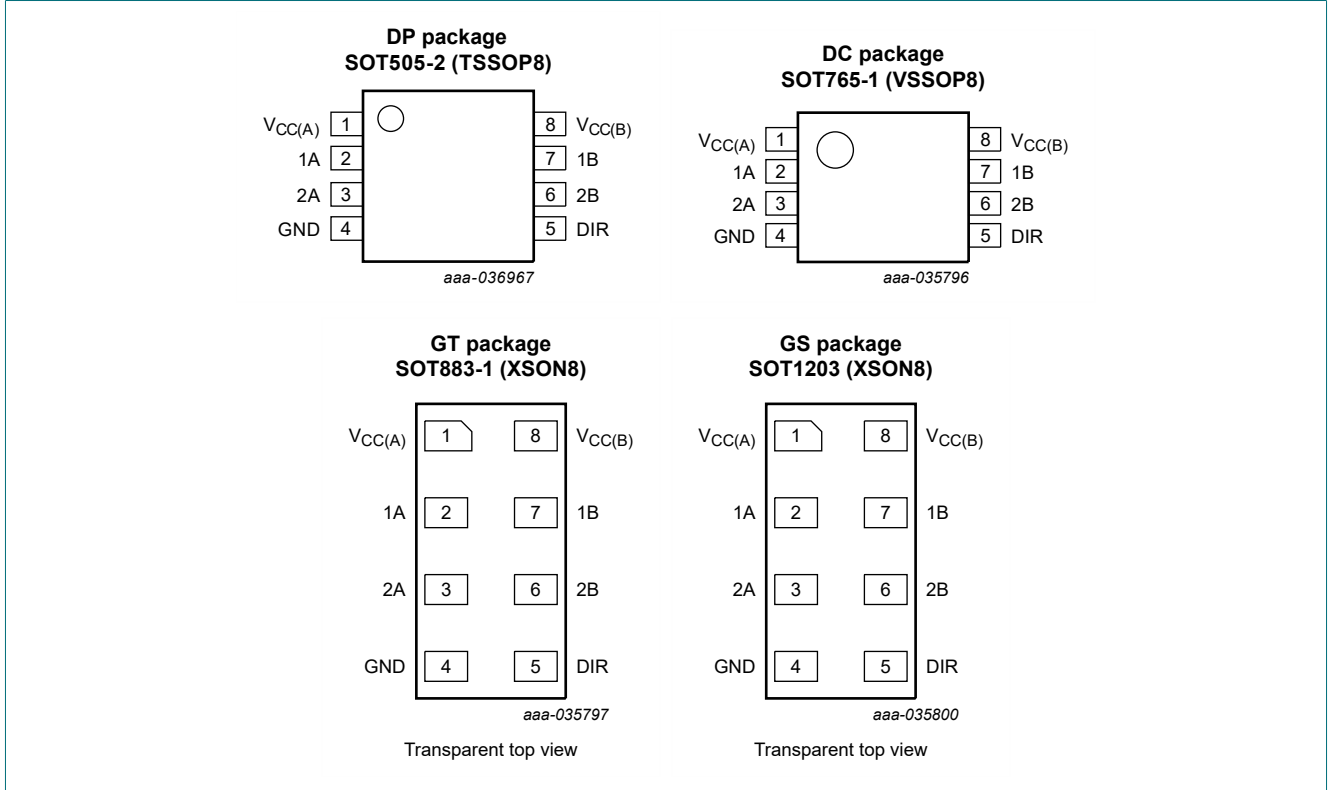 DP package
SOT505-2 (TSSOP8)
VCC(A) 1 8 VCC(B)
1A 2 7 1B
2A 3 6 2B
GND 4 5 DIR
aaa-036967
DC package
SOT765-1 (VSSOP8)
VCC(A) 1 8 VCC(B)
1A 2 7 1B
2A 3 6 2B
GND 4 5 DIR
aaa-035796
GT package
SOT883-1 (XSON8)
VCC(A) 1 8 VCC(B)
1A 2 7 1B
2A 3 6 2B
GND 4 5 DIR
aaa-035797
Transparent top view
GS package
SOT1203 (XSON8)
VCC(A) 1 8 VCC(B)
1A 2 7 1B
2A 3 6 2B
GND 4 5 DIR
aaa-035800
Transparent top view